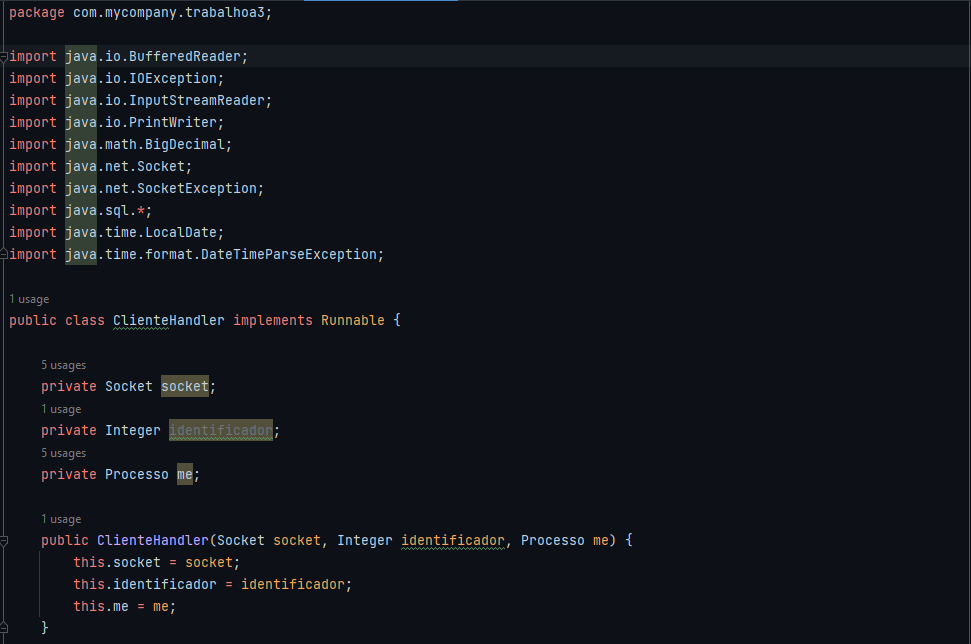 package com.mycompany.trabalhoa3;
import java.io.BufferedReader;
import java.io.IOException;
import java.io.InputStreamReader;
import java.io.PrintWriter;
import java.math.BigDecimal;
import java.net.Socket;
import java.net.SocketException;
import java.sql.*;
import java.time.LocalDate;
import java.time.format.DateTimeParseException;
1 usage
public class ClienteHandler implements Runnable {
5 usages
private Socket socket;
1 usage
private Integer identificador;
5 usages
private Processo me;
1 usage
public ClienteHandler(Socket socket, Integer identificador, Processo me) {
this.socket = socket;
this.identificador = identificador;
this.me = me;
}